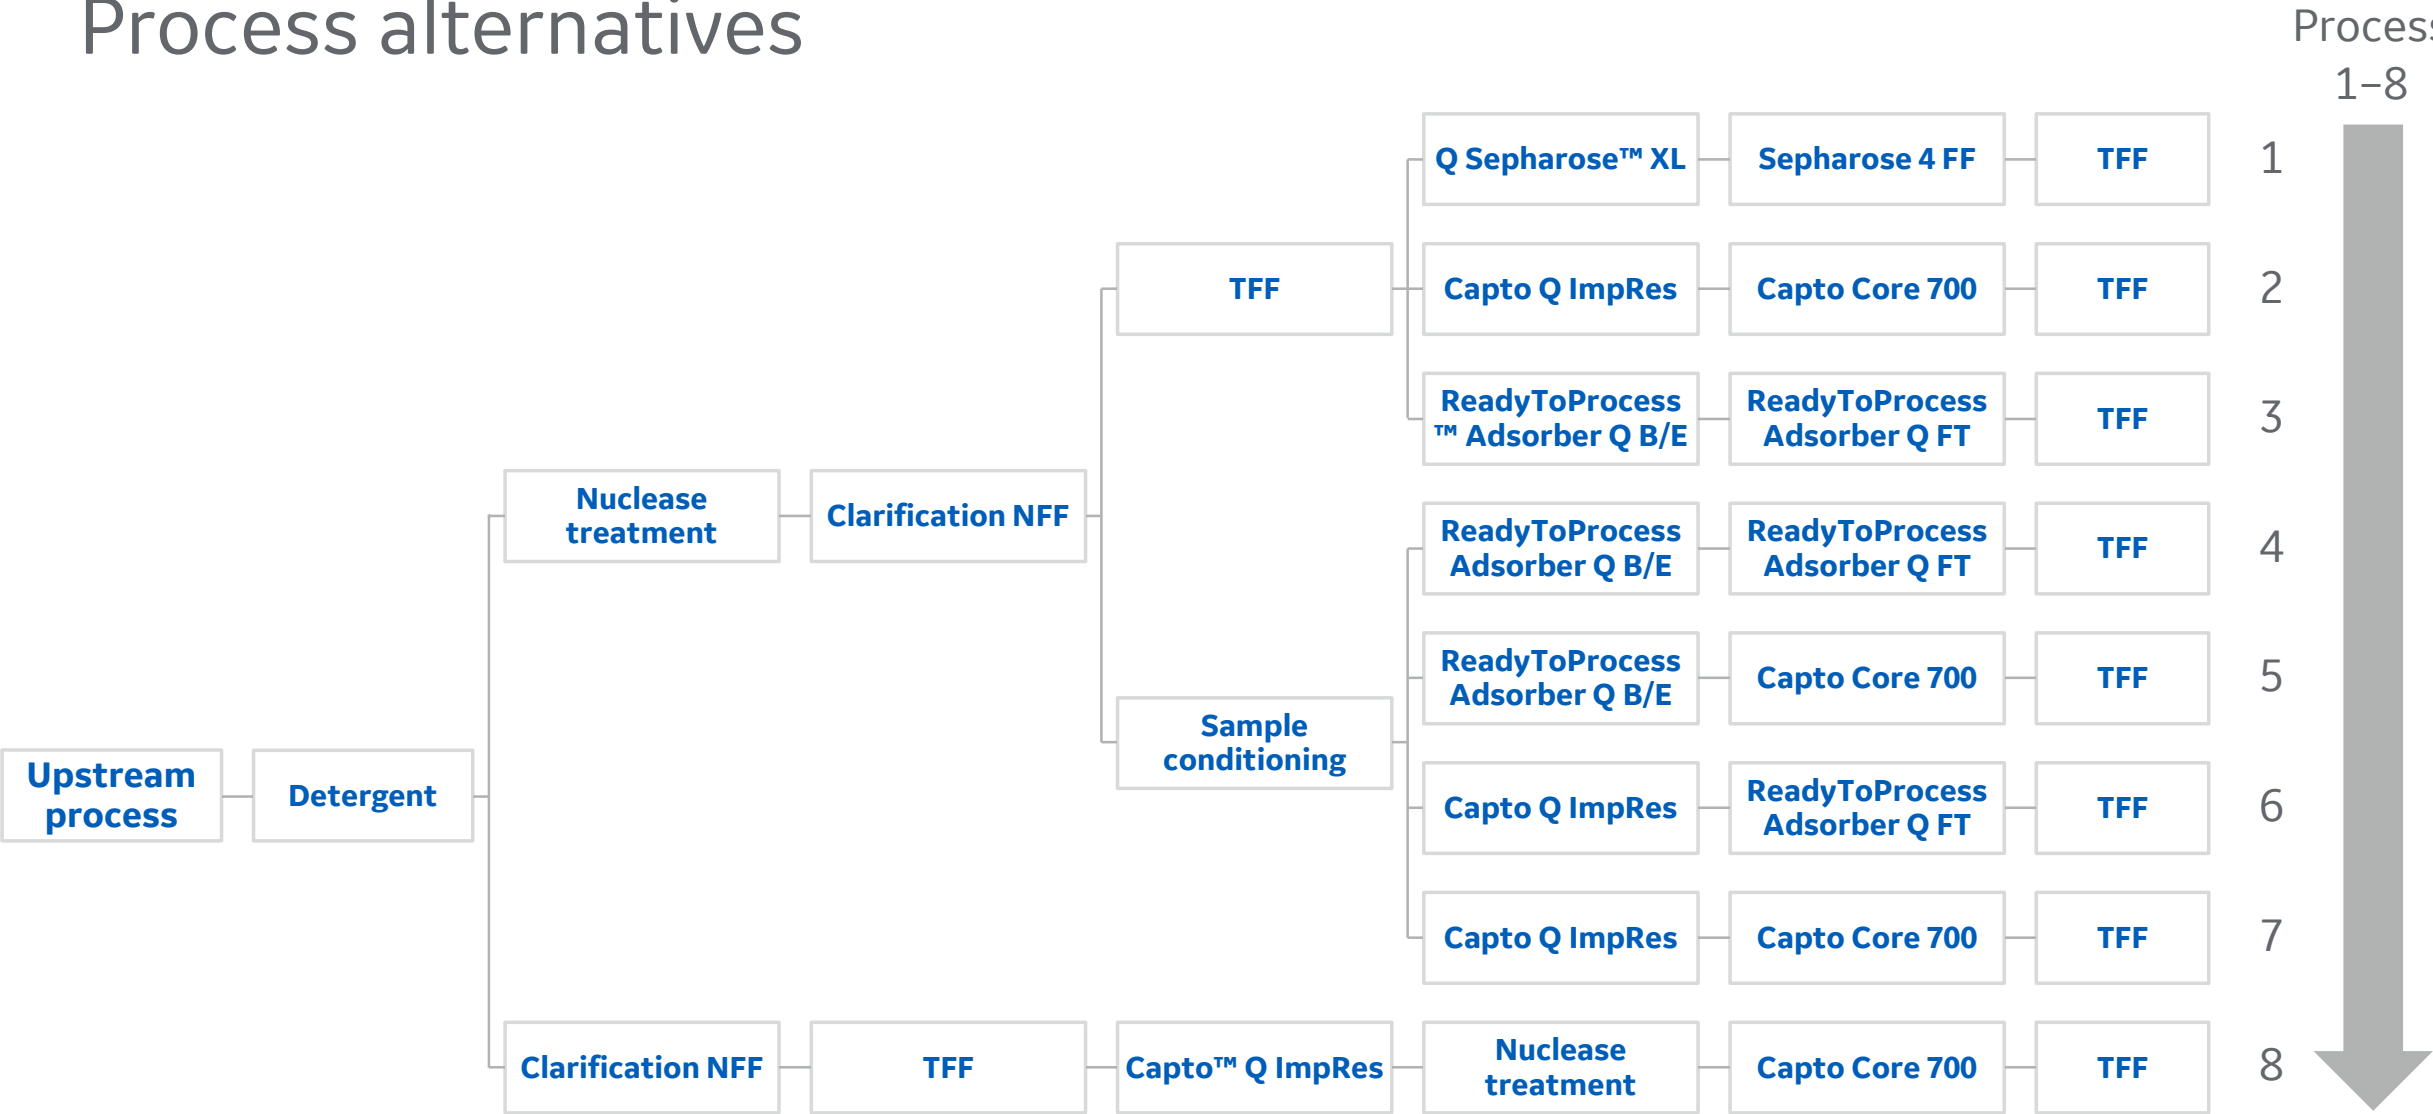 Process alternatives
Process
1–8
Q Sepharose™ XL
Sepharose 4 FF
TFF
1
TFF
Capto Q ImpRes
Capto Core 700
TFF
2
ReadyToProcess
™ Adsorber Q B/E
ReadyToProcess
Adsorber Q FT
TFF
3
Nuclease
treatment
Clarification NFF
ReadyToProcess
Adsorber Q B/E
ReadyToProcess
Adsorber Q FT
TFF
4
ReadyToProcess
Adsorber Q B/E
Capto Core 700
TFF
5
Sample
conditioning
Upstream
process
Detergent
Capto Q ImpRes
ReadyToProcess
Adsorber Q FT
TFF
6
Capto Q ImpRes
Capto Core 700
TFF
7
Clarification NFF
TFF
Capto™ Q ImpRes
Nuclease
treatment
Capto Core 700
TFF
8